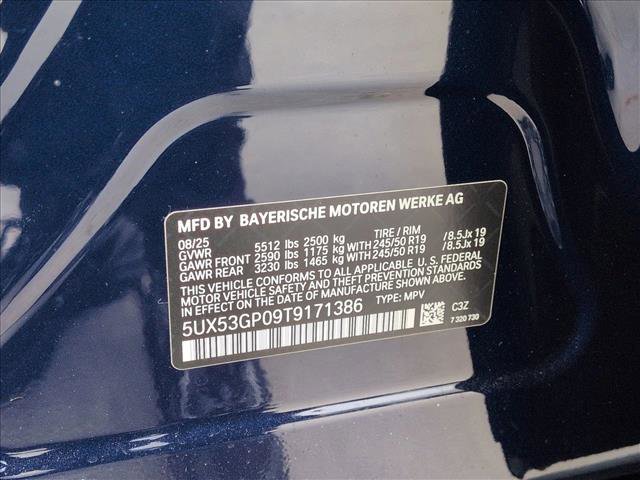 MFD BY BAYERISCHE MOTOREN WERKE AG
08/25 TIRE / RIM
GVWR 5512 lbs 2500 kg
GAWR FRONT 2590 lbs 1175 kg WITH 245/50 R19 /8.5Jx 19
GAWR REAR 3230 lbs 1465 kg WITH 245/50 R19 /8.5Jx 19
THIS VEHICLE CONFORMS TO ALL APPLICABLE U.S. FEDERAL
MOTOR VEHICLE SAFETY AND THEFT PREVENTION STANDARDS
IN EFFECT ON THE DATE OF MANUFACTURE SHOWN ABOVE.
5UX53GP09T9171386 TYPE: MPV
C3Z
7 320 730